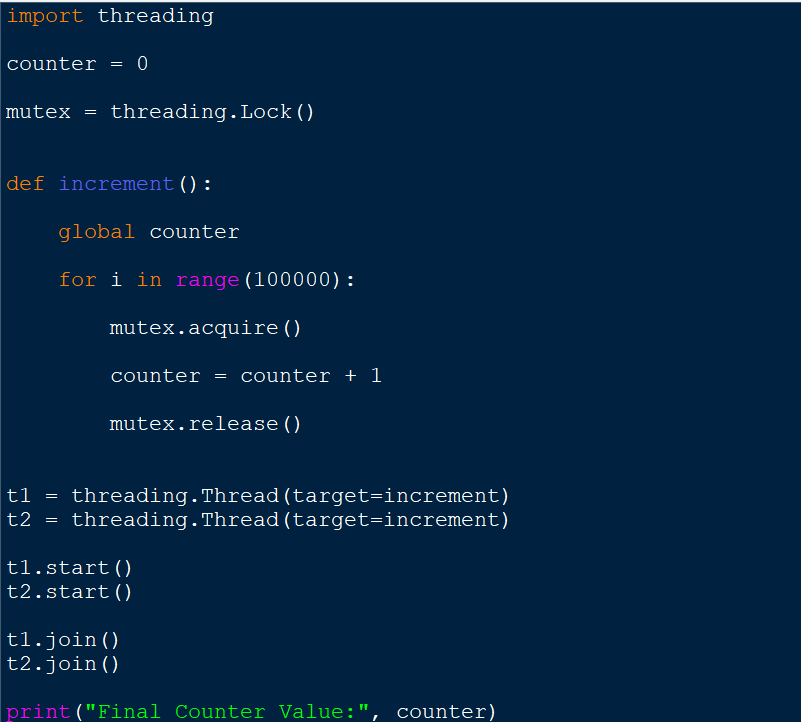 import threading
counter = 0
mutex = threading.Lock()
def increment():
    global counter
    for i in range(100000):
        mutex.acquire()
        counter = counter + 1
        mutex.release()
t1 = threading.Thread(target=increment)
t2 = threading.Thread(target=increment)
t1.start()
t2.start()
t1.join()
t2.join()
print("Final Counter Value:", counter)